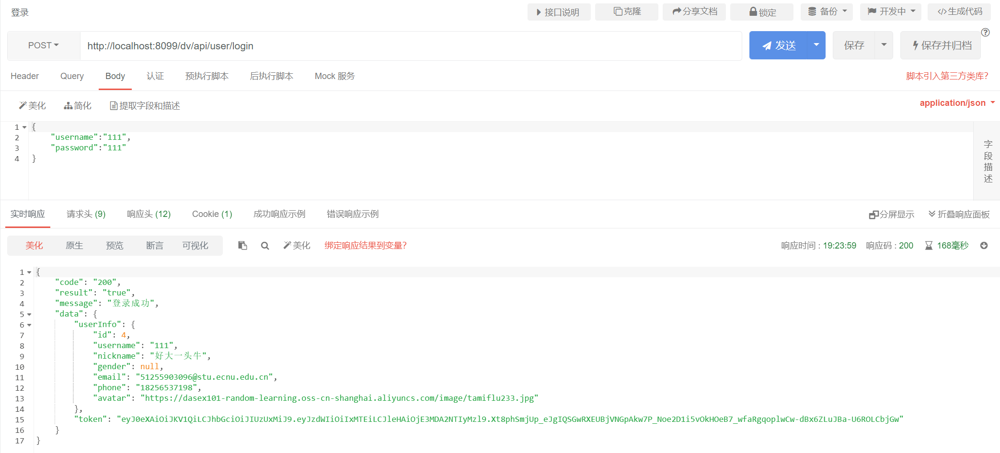 登录
接口说明 克隆 分享文档 锁定 备份 开发中 </>生成代码
POST http://localhost:8099/dv/api/user/login 发送 保存 保存并归档
Header Query Body 认证 预执行脚本 后执行脚本 Mock 服务 脚本引入第三方类库?
美化 简化 提取字段和描述 application/json
1 {
2 "username":"111",
3 "password":"111"
4 }
字段描述
实时响应 请求头 (9) 响应头 (12) Cookie (1) 成功响应示例 错误响应示例 分屏显示 折叠响应面板
美化 原生 预览 断言 可视化 美化 绑定响应结果到变量? 响应时间 : 19:23:59 响应码 : 200 168毫秒
1 {
2 "code": "200",
3 "result": "true",
4 "message": "登录成功",
5 "data": {
6 "userInfo": {
7 "id": 4,
8 "username": "111",
9 "nickname": "好大一头牛",
10 "gender": null,
11 "email": "51255903096@stu.ecnu.edu.cn",
12 "phone": "18256537198",
13 "avatar": "https://dasex101-random-learning.oss-cn-shanghai.aliyuncs.com/image/tamiflu233.jpg"
14 },
15 "token": "eyJ0eXAiOiJKV1QiLCJhbGciOiJIUzUxMiJ9.eyJzdWIiOiIxMTEiLCJleHAiOjE3MDA2NTIyMzl9.Xt8phSmjUp_eJgIQSGwRXEUBjVNGpAkw7P_Noe2D1i5vOkHOeB7_wfaRgqoplwCw-dBx6ZLuJBa-U6ROLCbjGw"
16 }
17 }